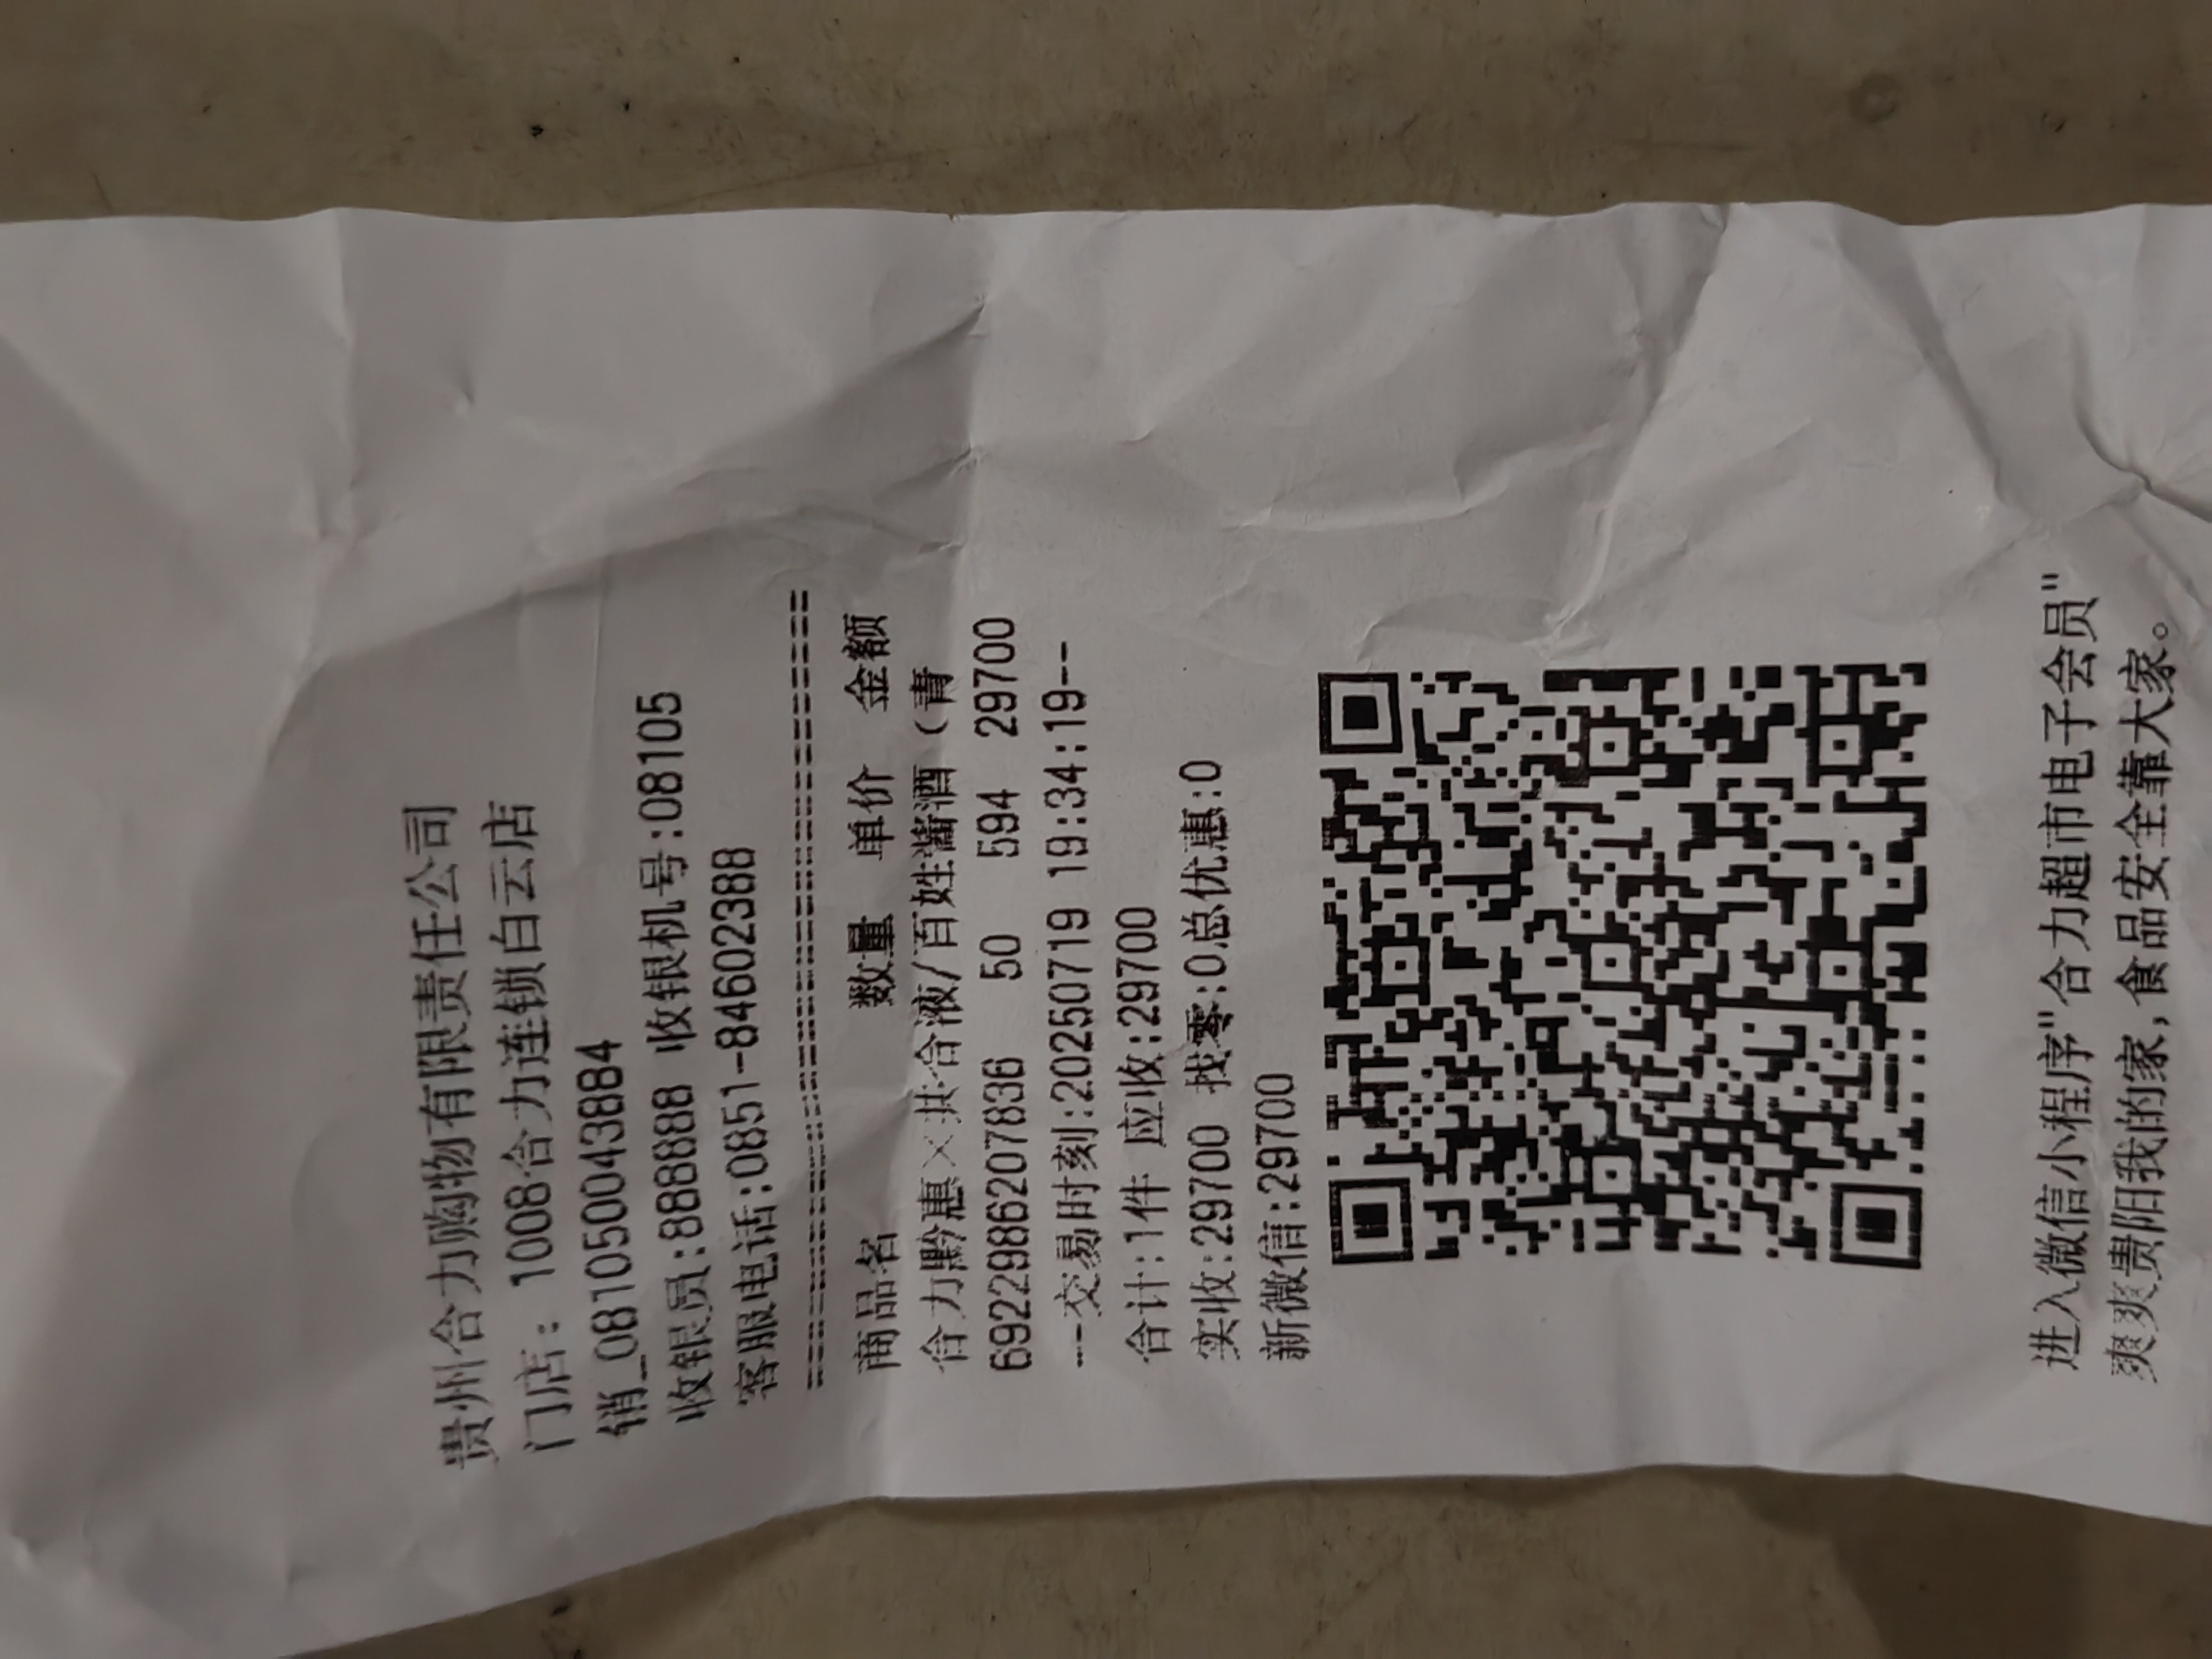 贵州合力购物有限责任公司
门店: 1008合力连锁白云店
销_081050043884
收银员:888888 收银机号:08105
客服电话:0851-84602388
================================
商品名 数量 单价 金额
合力黔惠×共合液/百姓酱酒(青
6922986207836 50 594 29700
--交易时刻:20250719 19:34:19--
合计:1件 应收:29700
实收:29700 找零:0总优惠:0
新微信:29700
进入微信小程序"合力超市电子会员"
爽爽贵阳我的家,食品安全靠大家。